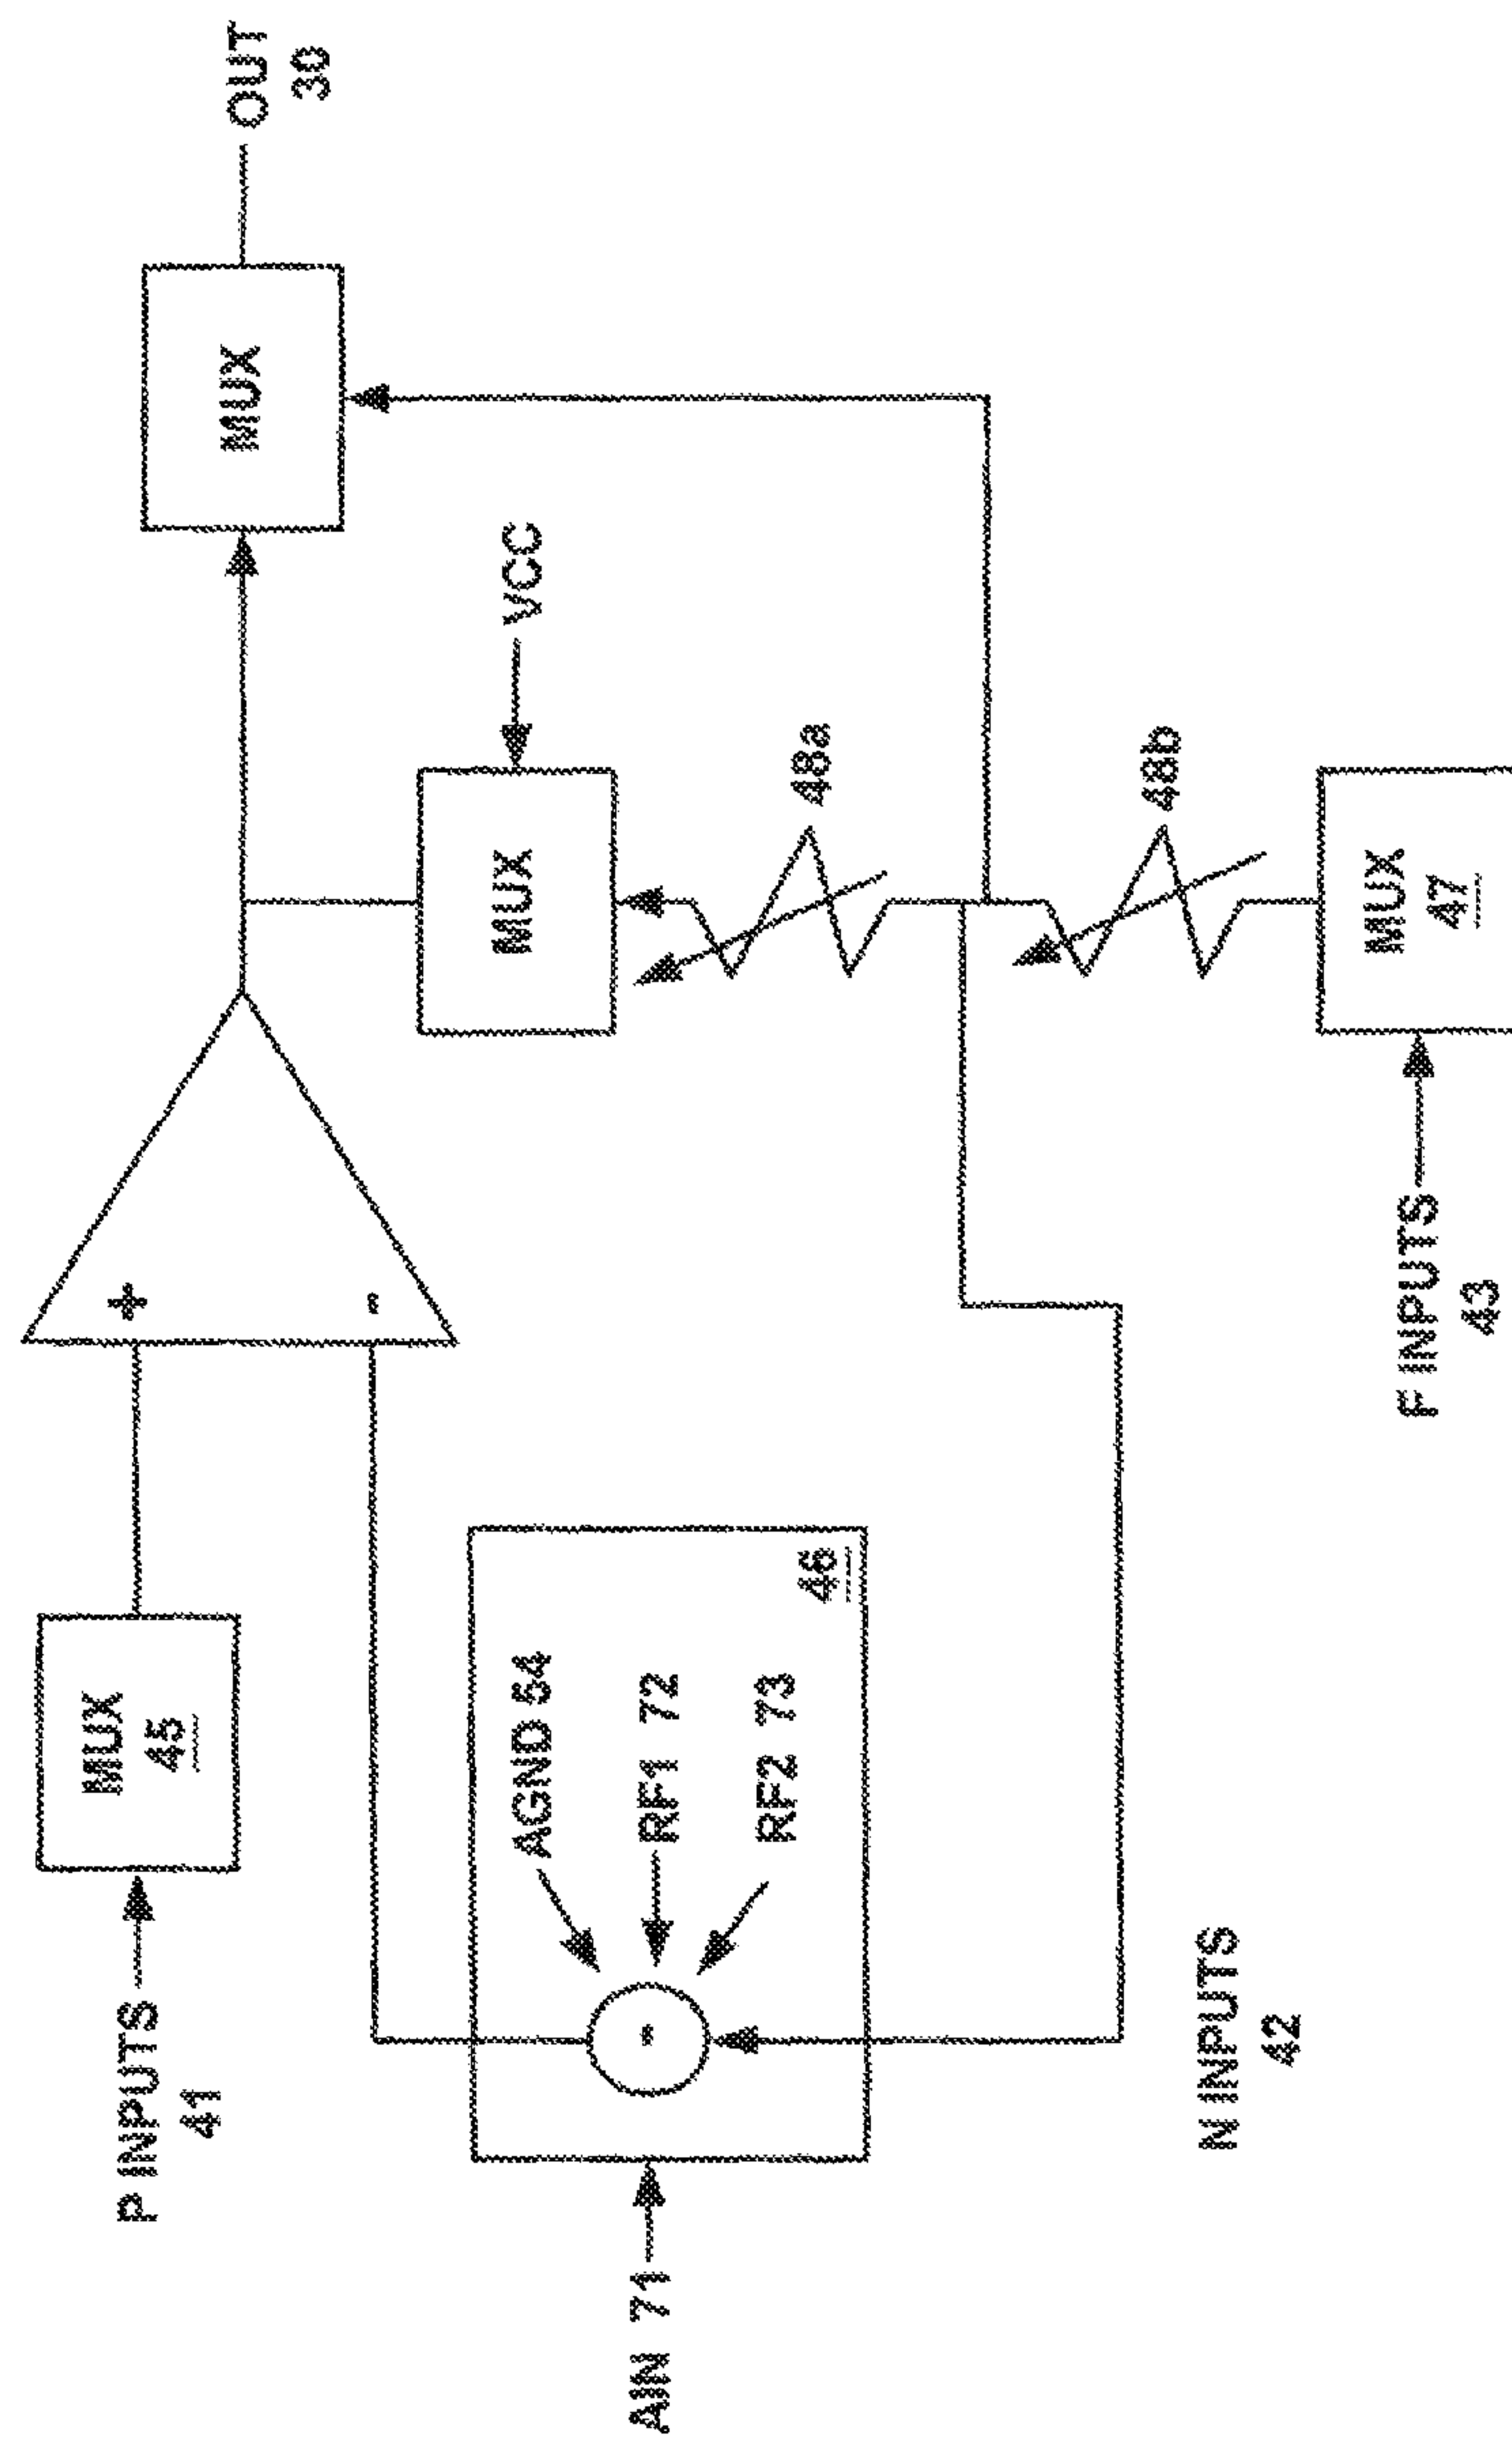 P INPUTS
41
MUX
45
+
-
MUX
OUT
30
VCC
MUX
AIN 71
-
AGND 54
RF1 72
RF2 73
46
48a
48b
N INPUTS
42
F INPUTS
43
MUX
47